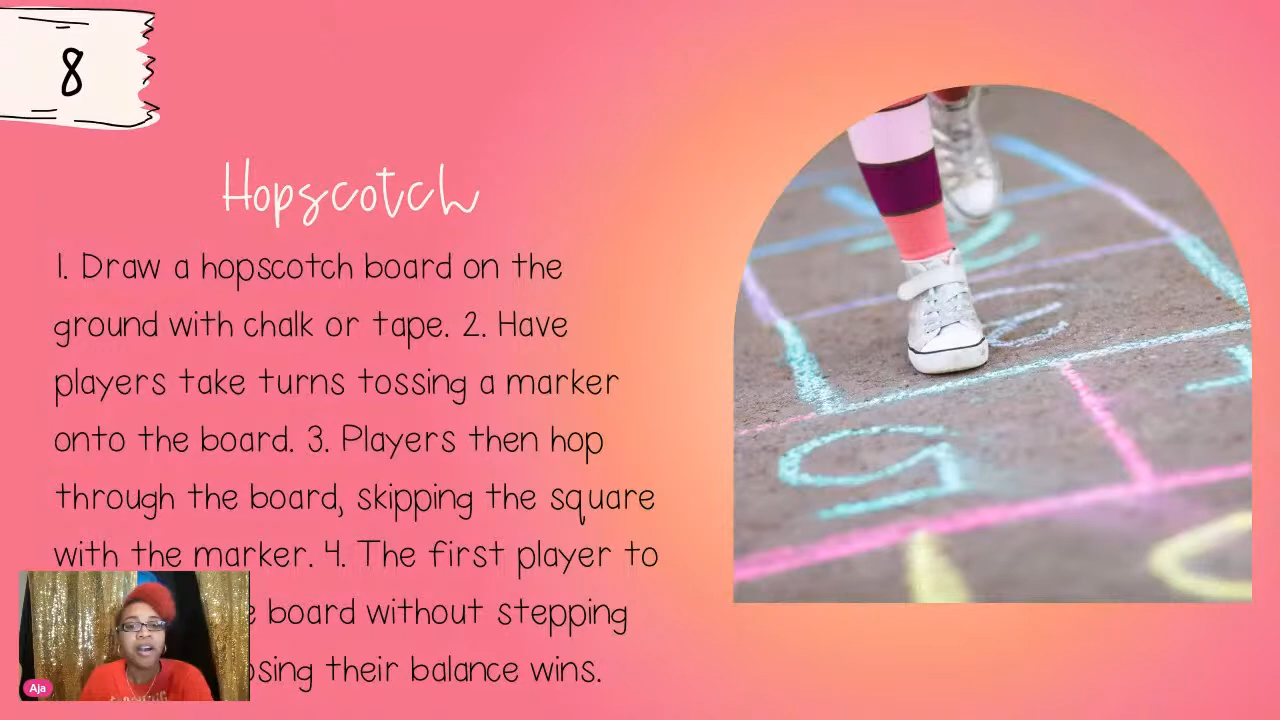 8
Hopscotch
1. Draw a hopscotch board on the
ground with chalk or tape. 2. Have
players take turns tossing a marker
onto the board. 3. Players then hop
through the board, skipping the square
with the marker. 4. The first player to
board without stepping
their balance wins.
5
Aja